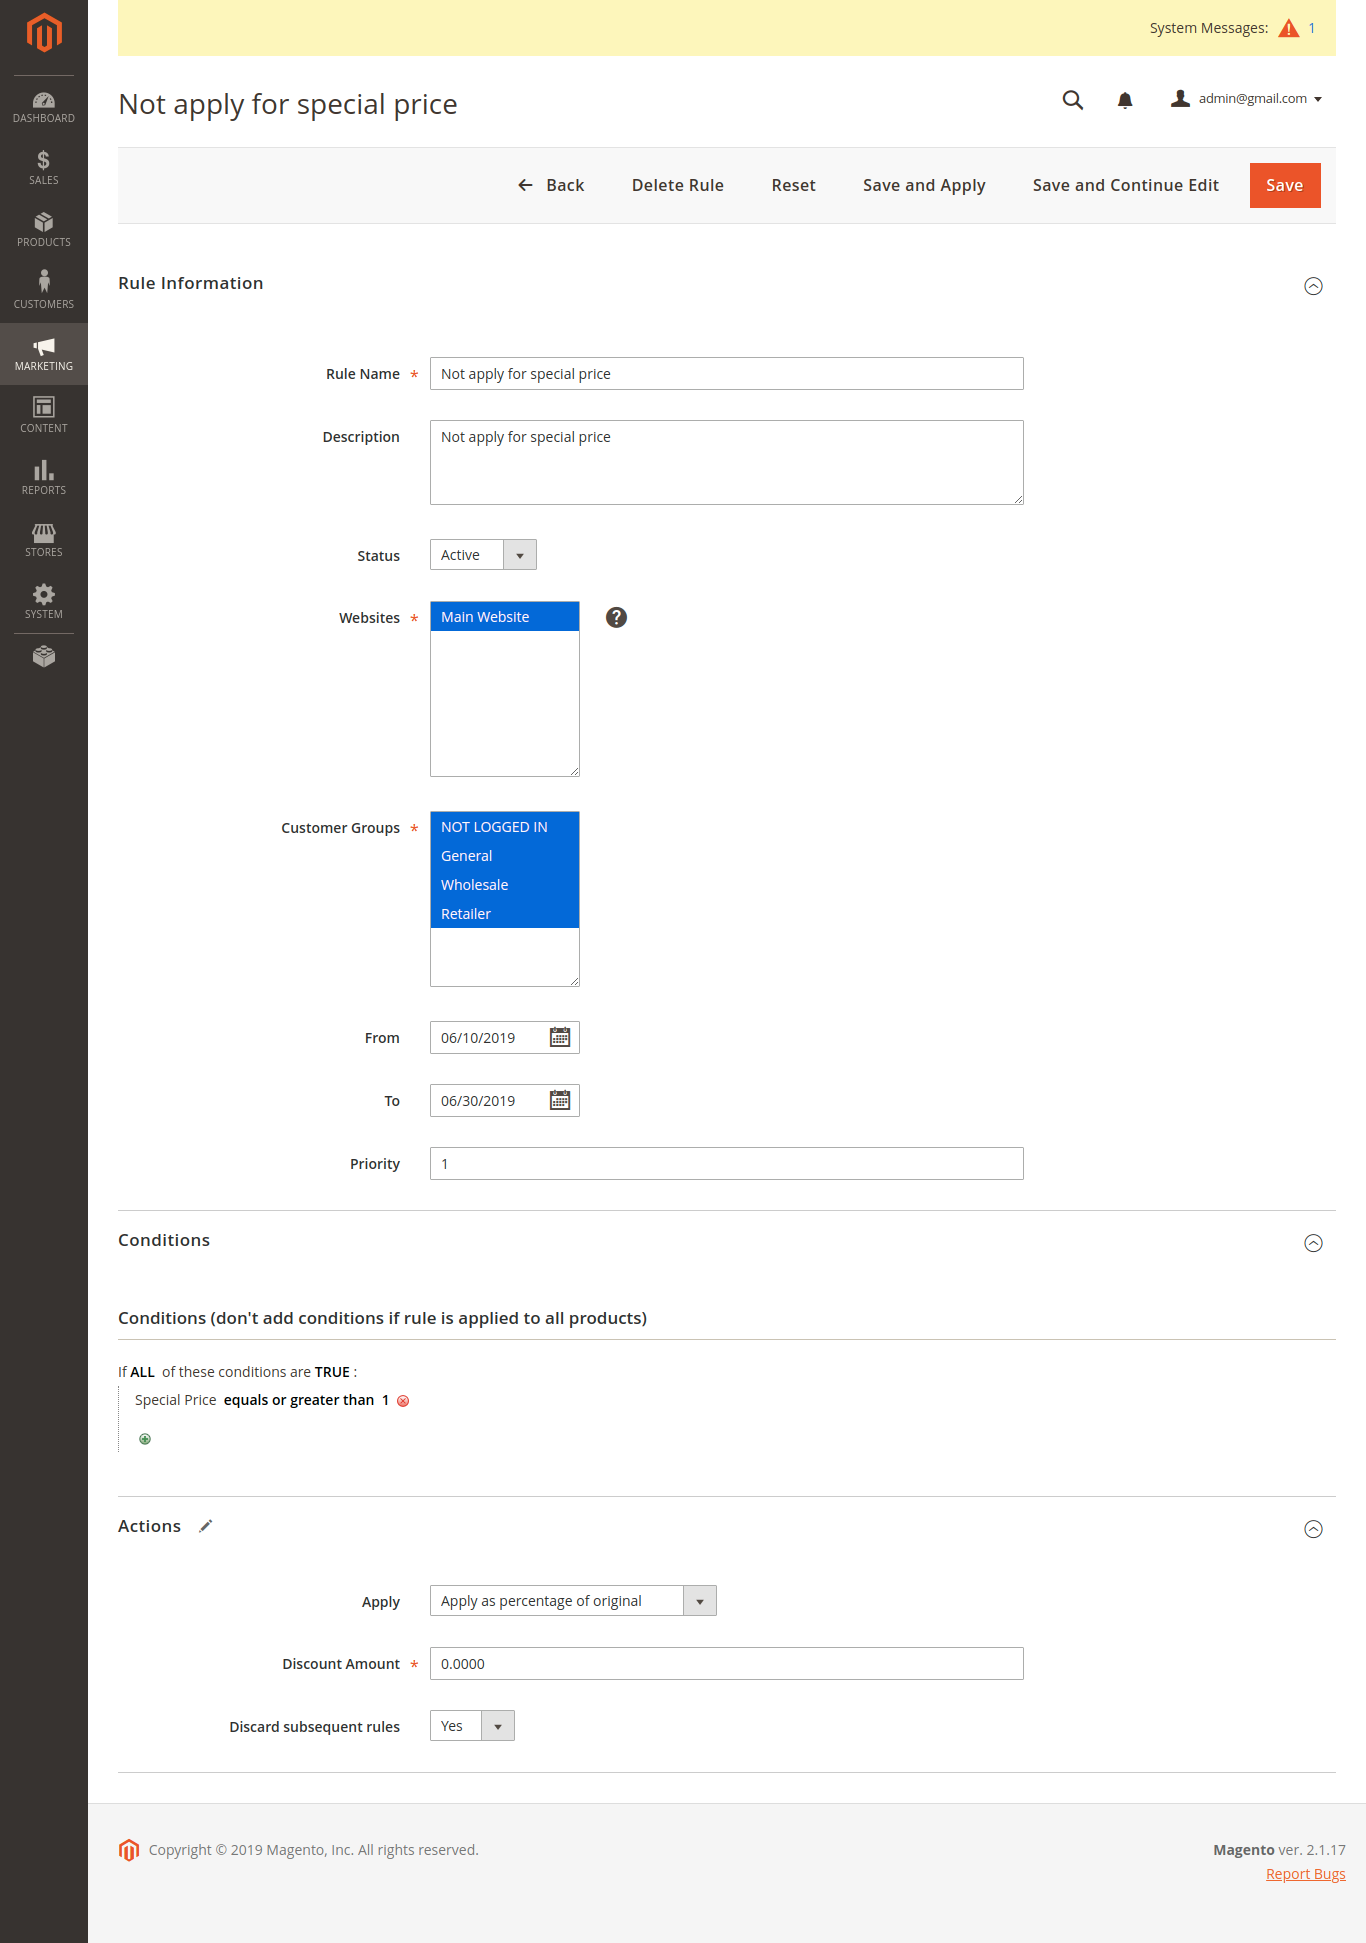 System Messages: 1
Not apply for special price
admin@gmail.com
DASHBOARD
SALES
PRODUCTS
CUSTOMERS
MARKETING
CONTENT
REPORTS
STORES
SYSTEM
Back Delete Rule Reset Save and Apply Save and Continue Edit Save
Rule Information
Rule Name * Not apply for special price
Description Not apply for special price
Status Active
Websites * Main Website ?
Customer Groups * NOT LOGGED IN
General
Wholesale
Retailer
From 06/10/2019
To 06/30/2019
Priority 1
Conditions
Conditions (don't add conditions if rule is applied to all products)
If ALL of these conditions are TRUE :
Special Price equals or greater than 1
Actions
Apply Apply as percentage of original
Discount Amount * 0.0000
Discard subsequent rules Yes
Copyright © 2019 Magento, Inc. All rights reserved.
Magento ver. 2.1.17
Report Bugs